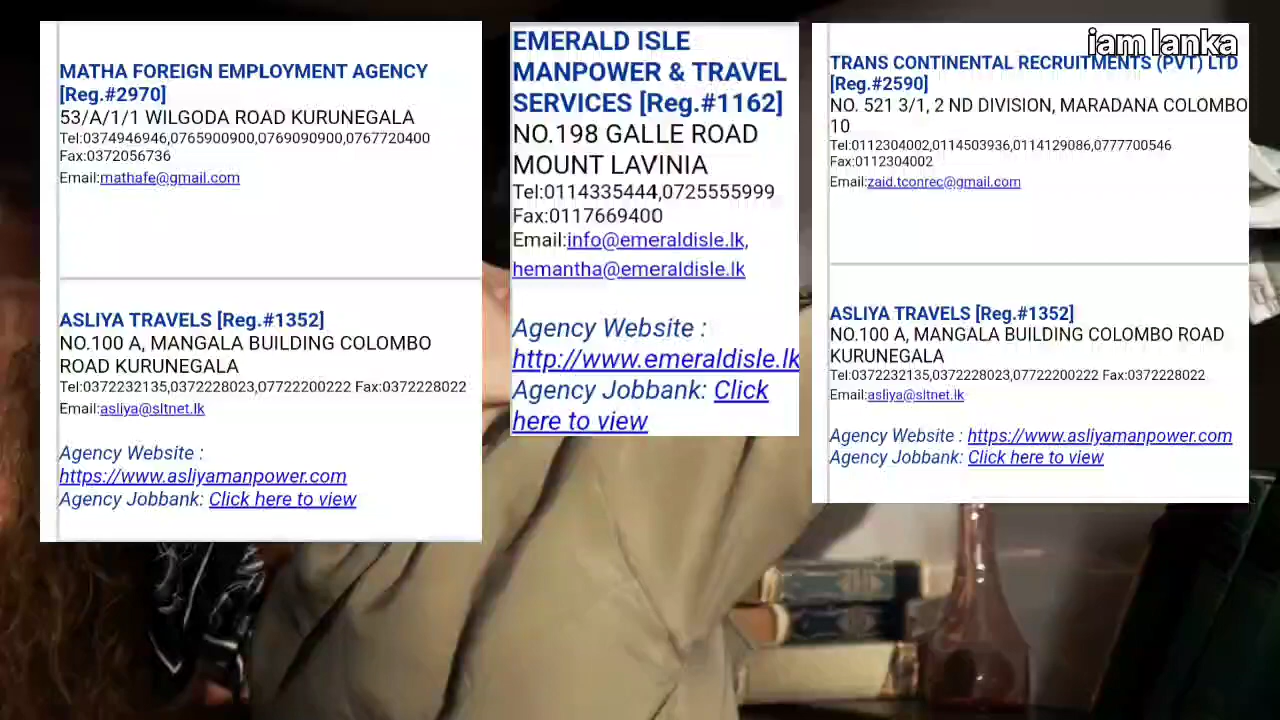 MATHA FOREIGN EMPLOYMENT AGENCY
[Reg.#2970]
53/A/1/1 WILGODA ROAD KURUNEGALA
Tel:0374946946,0765900900,0769090900,0767720400
Fax:0372056736
Email:mathafe@gmail.com
ASLIYA TRAVELS [Reg.#1352]
NO.100 A, MANGALA BUILDING COLOMBO
ROAD KURUNEGALA
Tel:0372232135,0372228023,07722200222 Fax:0372228022
Email:asliya@sltnet.lk
Agency Website :
https://www.asliyamanpower.com
Agency Jobbank: Click here to view
EMERALD ISLE
MANPOWER & TRAVEL
SERVICES [Reg.#1162]
NO.198 GALLE ROAD
MOUNT LAVINIA
Tel:0114335444,0725555999
Fax:0117669400
Email:info@emeraldisle.lk,
hemantha@emeraldisle.lk
Agency Website :
http://www.emeraldisle.lk
Agency Jobbank: Click
here to view
iam lanka
TRANS CONTINENTAL RECRUITMENTS (PVT) LTD
[Reg.#2590]
NO. 521 3/1, 2 ND DIVISION, MARADANA COLOMBO
10
Tel:0112304002,0114503936,0114129086,0777700546
Fax:0112304002
Email:zaid.tconrec@gmail.com
ASLIYA TRAVELS [Reg.#1352]
NO.100 A, MANGALA BUILDING COLOMBO ROAD
KURUNEGALA
Tel:0372232135,0372228023,07722200222 Fax:0372228022
Email:asliya@sltnet.lk
Agency Website : https://www.asliyamanpower.com
Agency Jobbank: Click here to view